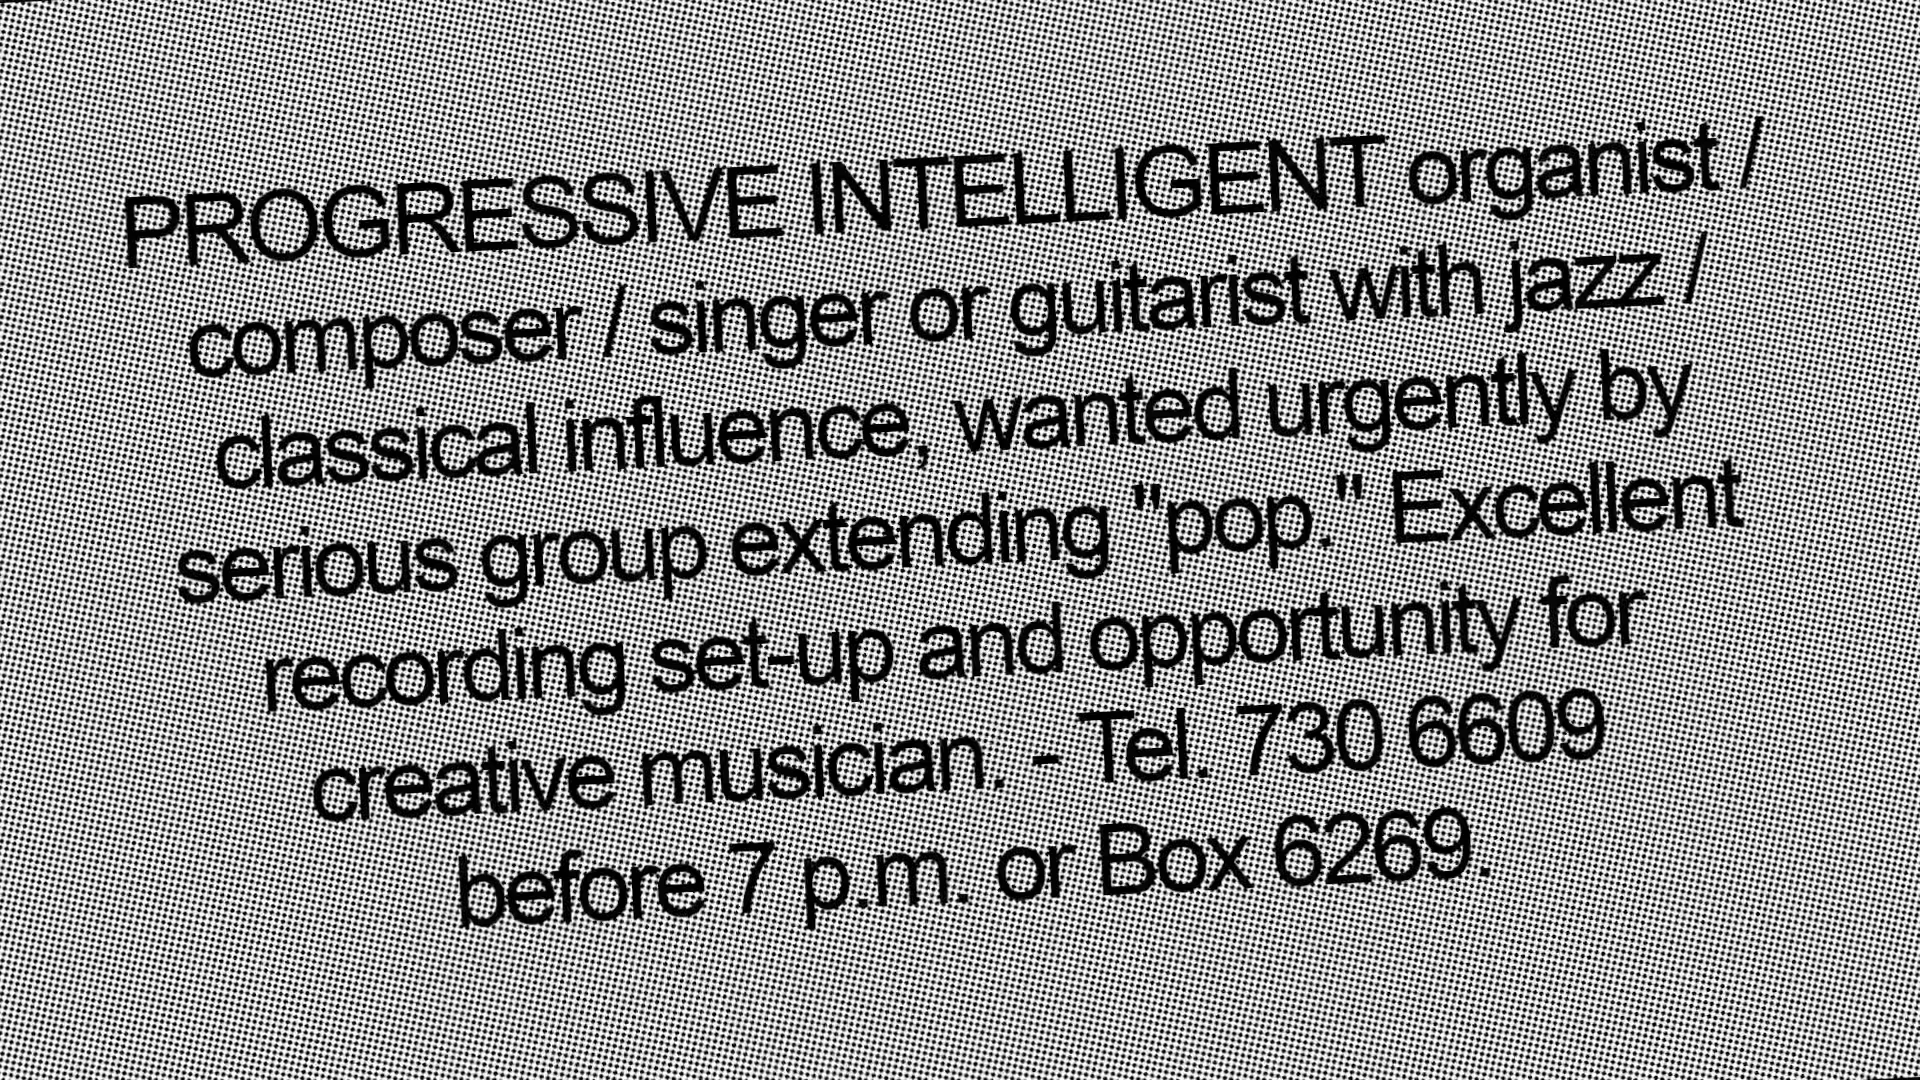 PROGRESSIVE INTELLIGENT organist /
composer / singer or guitarist with jazz /
classical influence, wanted urgently by
serious group extending "pop." Excellent
recording set-up and opportunity for
creative musician. - Tel. 730 6609
before 7 p.m. or Box 6269.